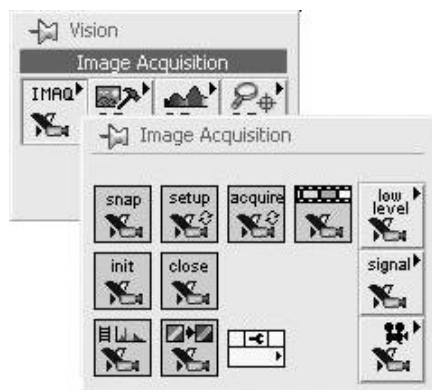 Vision
Image Acquisition
IMAQ
Image Acquisition
snap
setup
acquire
low
level
init
close
signal